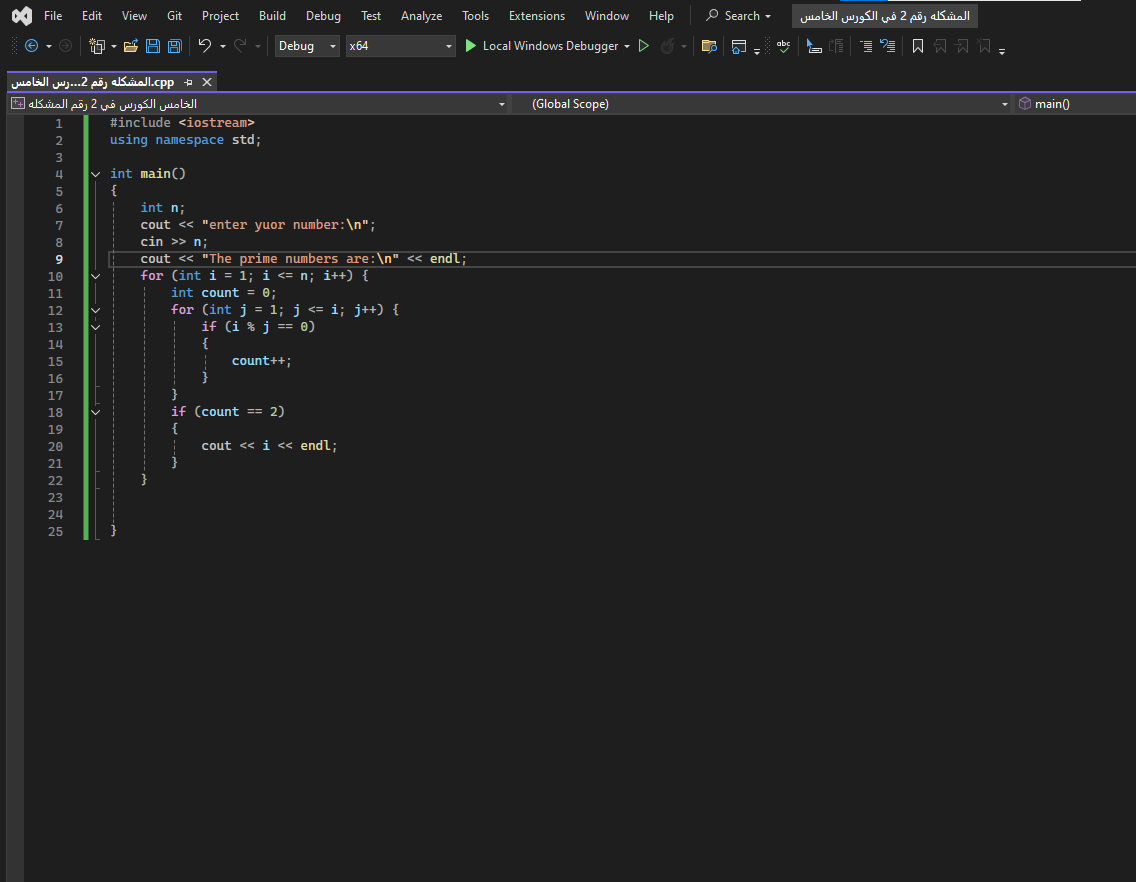 File Edit View Git Project Build Debug Test Analyze Tools Extensions Window Help Search المشكله رقم 2 في الكورس الخامس
Debug x64 Local Windows Debugger abc
المشكله رقم 2...رس الخامس.cpp
الخامس الكورس في 2 رقم المشكله (Global Scope) main()
1 #include <iostream>
2 using namespace std;
3
4 int main()
5 {
6 int n;
7 cout << "enter yuor number:\n";
8 cin >> n;
9 cout << "The prime numbers are:\n" << endl;
10 for (int i = 1; i <= n; i++) {
11 int count = 0;
12 for (int j = 1; j <= i; j++) {
13 if (i % j == 0)
14 {
15 count++;
16 }
17 }
18 if (count == 2)
19 {
20 cout << i << endl;
21 }
22 }
23
24
25 }